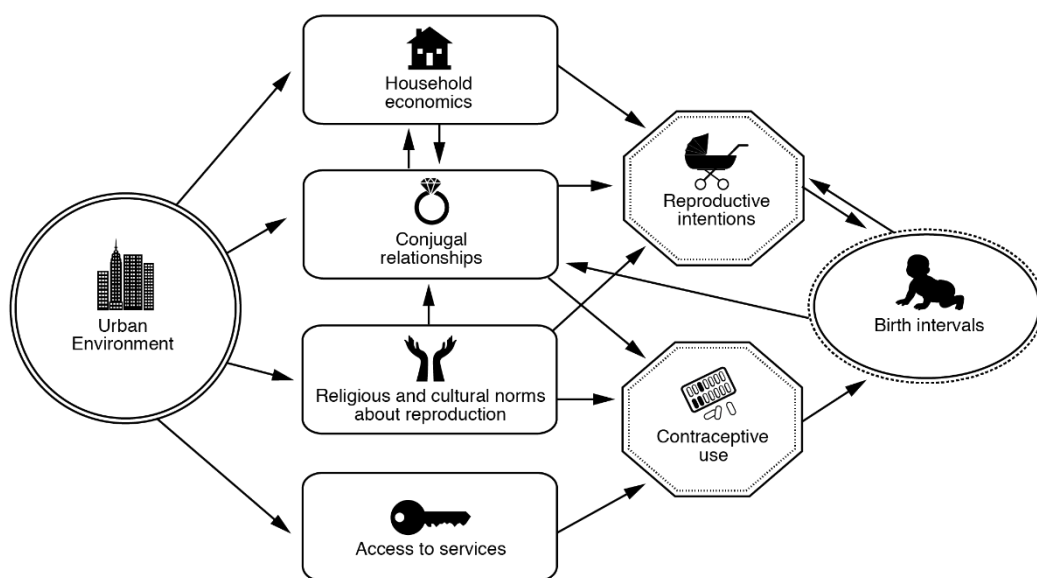 Household
economics
Conjugal
relationships
Reproductive
intentions
Urban
Environment
Birth intervals
Religious and cultural norms
about reproduction
Contraceptive
use
Access to services